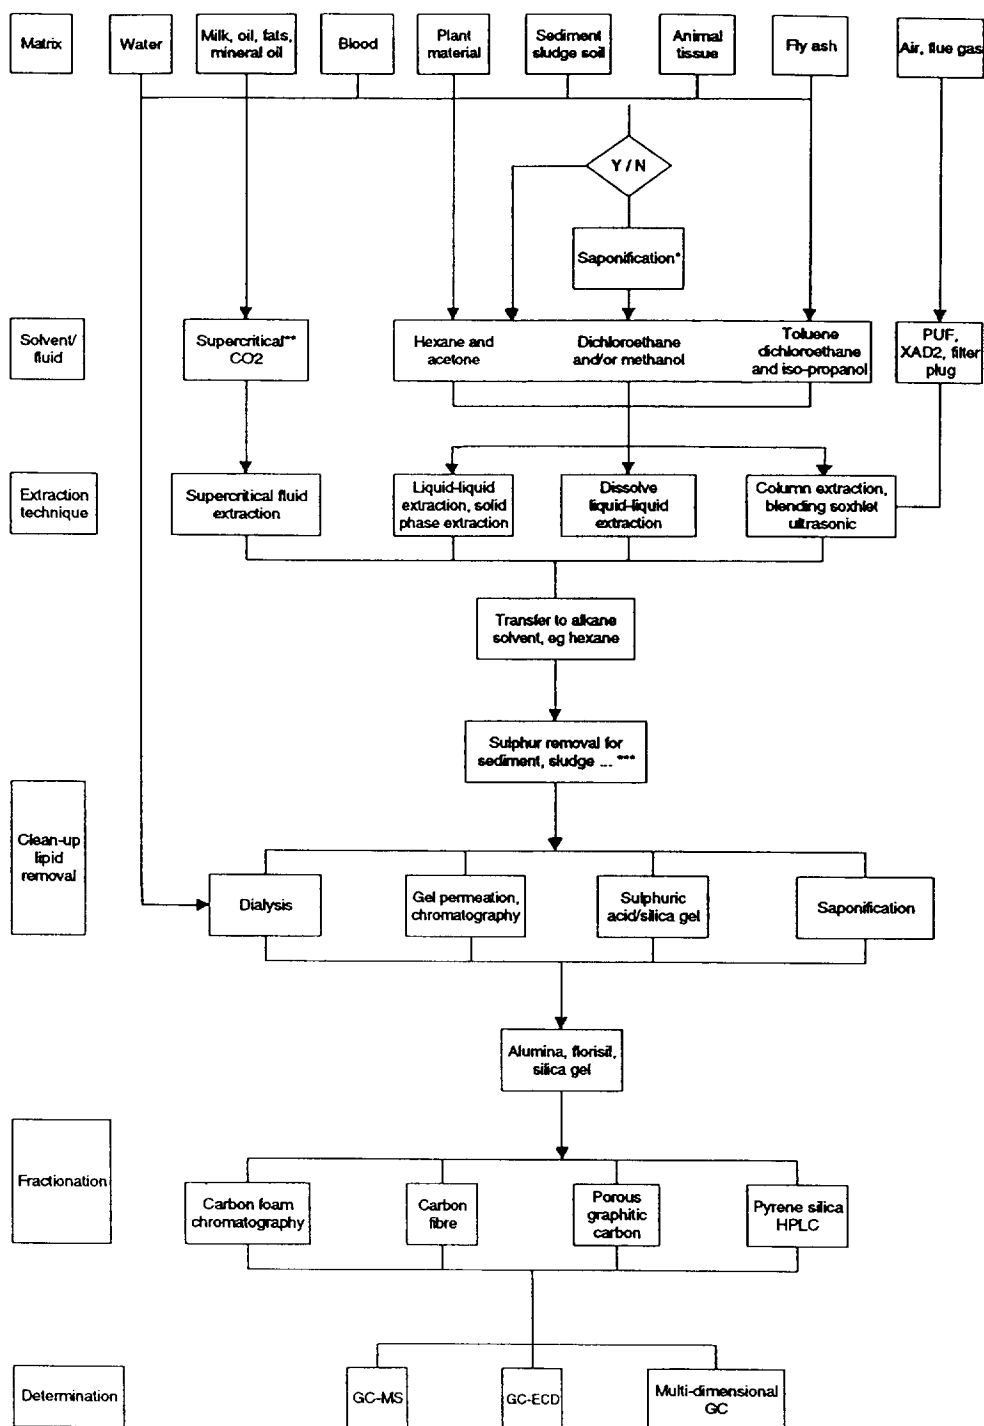 Matrix
Water
Milk, oil, fats,
mineral oil
Blood
Plant
material
Sediment
sludge soil
Animal
tissue
Fly ash
Air, flue gas
Y / N
Saponification*
Solvent/
fluid
Supercritical**
CO2
Hexane and
acetone
Dichloroethane
and/or methanol
Toluene
dichloroethane
and iso-propanol
PUF,
XAD2, filter
plug
Extraction
technique
Supercritical fluid
extraction
Liquid-liquid
extraction, solid
phase extraction
Dissolve
liquid-liquid
extraction
Column extraction,
blending soxhlet
ultrasonic
Transfer to alkane
solvent, eg hexane
Sulphur removal for
sediment, sludge ... ***
Clean-up
lipid
removal
Dialysis
Gel permeation,
chromatography
Sulphuric
acid/silica gel
Saponification
Alumina, florisil,
silica gel
Fractionation
Carbon foam
chromatography
Carbon
fibre
Porous
graphitic
carbon
Pyrene silica
HPLC
Determination
GC-MS
GC-ECD
Multi-dimensional
GC